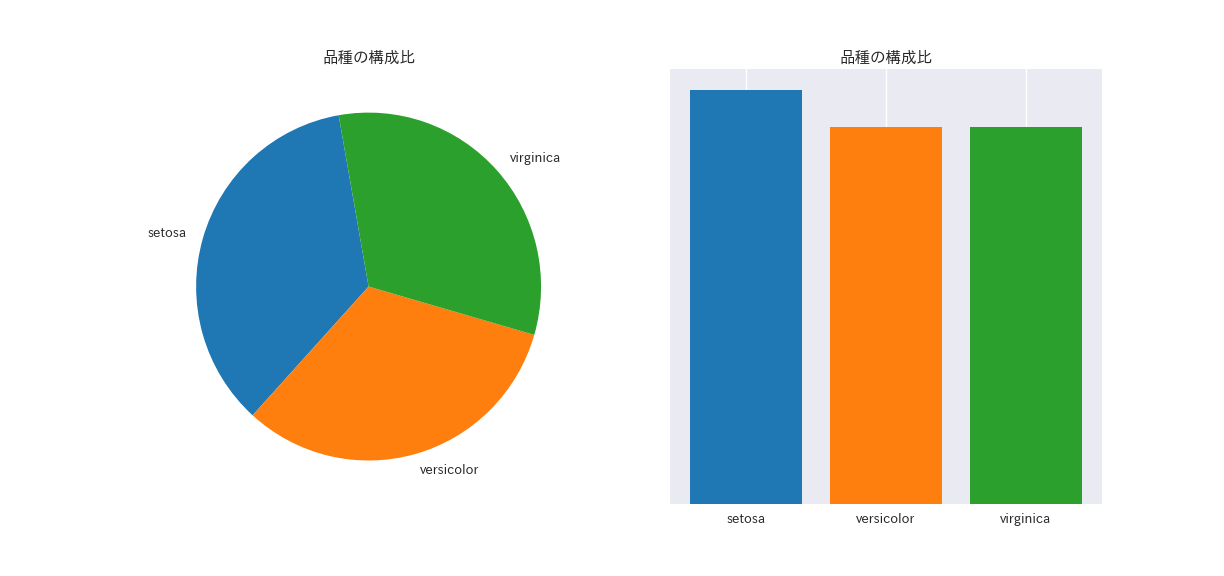 品種の構成比
virginica
setosa
versicolor
品種の構成比
setosa
versicolor
virginica